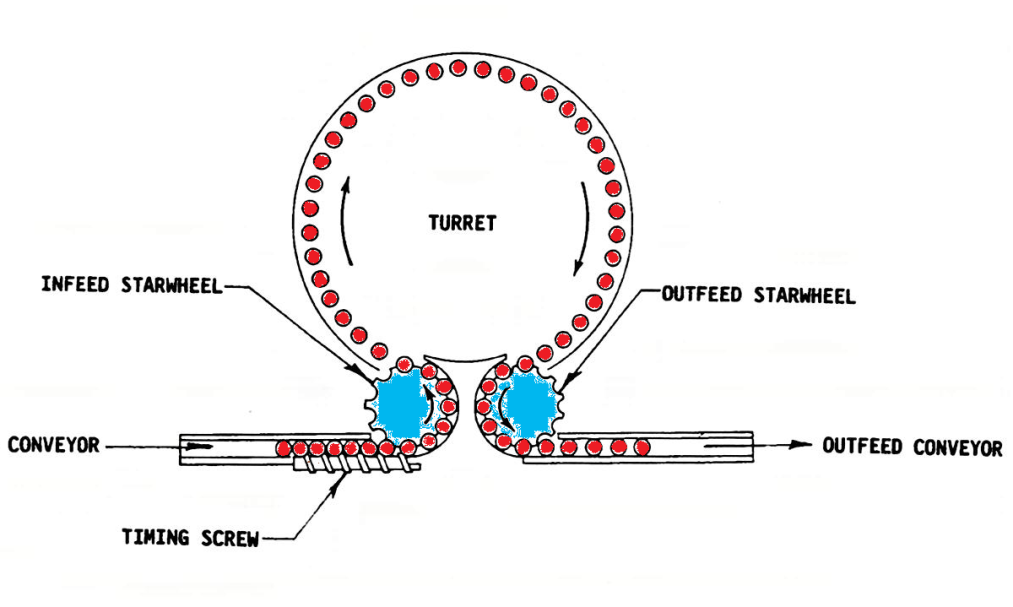 TURRET
INFEED STARWHEEL
OUTFEED STARWHEEL
CONVEYOR
OUTFEED CONVEYOR
TIMING SCREW